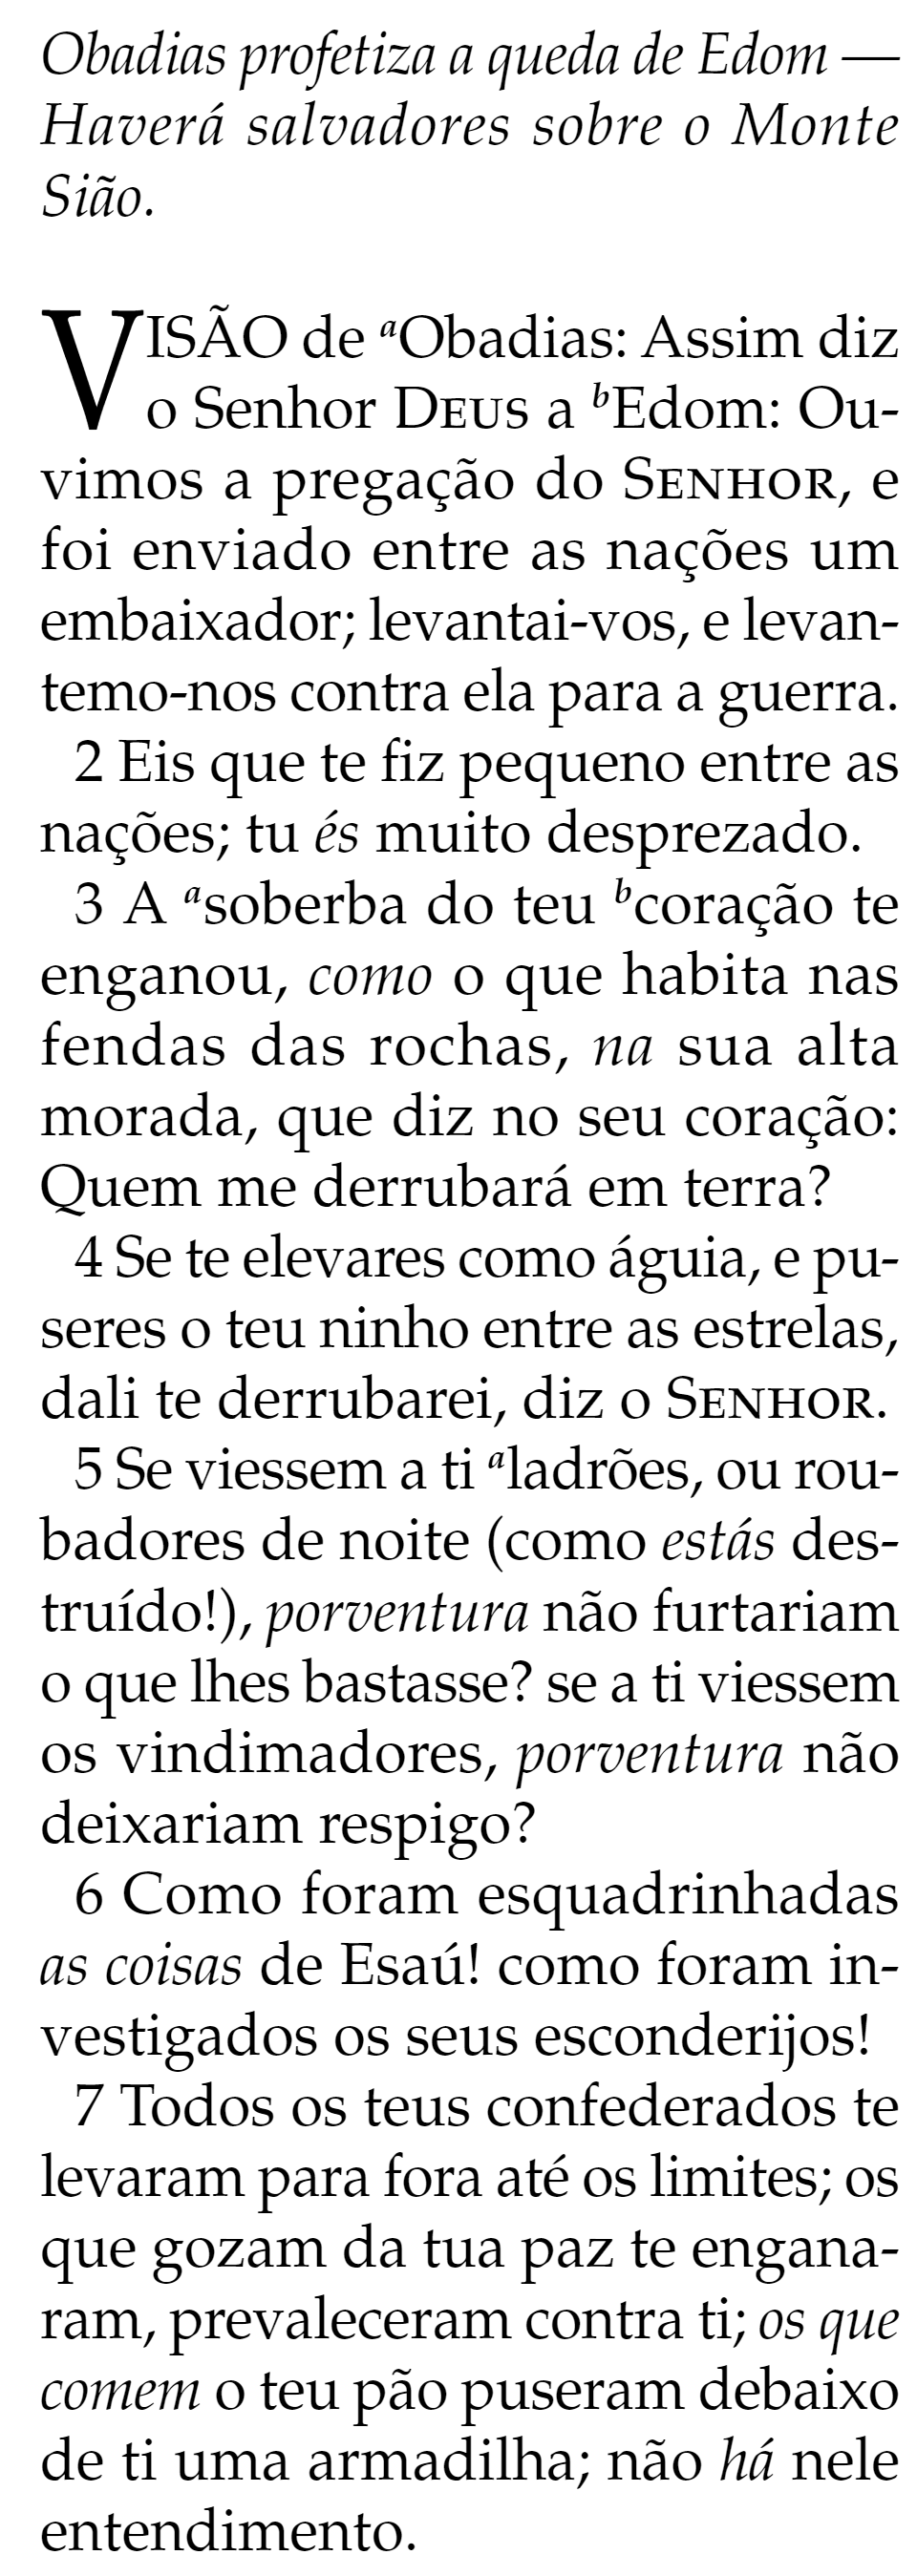 Obadias profetiza a queda de Edom —
Haverá salvadores sobre o Monte
Sião.
VISÃO de aObadias: Assim diz
o Senhor DEUS a bEdom: Ou-
vimos a pregação do SENHOR, e
foi enviado entre as nações um
embaixador; levantai-vos, e levan-
temo-nos contra ela para a guerra.
2 Eis que te fiz pequeno entre as
nações; tu és muito desprezado.
3 A asoberba do teu bcoração te
enganou, como o que habita nas
fendas das rochas, na sua alta
morada, que diz no seu coração:
Quem me derrubará em terra?
4 Se te elevares como águia, e pu-
seres o teu ninho entre as estrelas,
dali te derrubarei, diz o SENHOR.
5 Se viessem a ti aladrões, ou rou-
badores de noite (como estás des-
truído!), porventura não furtariam
o que lhes bastasse? se a ti viessem
os vindimadores, porventura não
deixariam respigo?
6 Como foram esquadrinhadas
as coisas de Esaú! como foram in-
vestigados os seus esconderijos!
7 Todos os teus confederados te
levaram para fora até os limites; os
que gozam da tua paz te engana-
ram, prevaleceram contra ti; os que
comem o teu pão puseram debaixo
de ti uma armadilha; não há nele
entendimento.